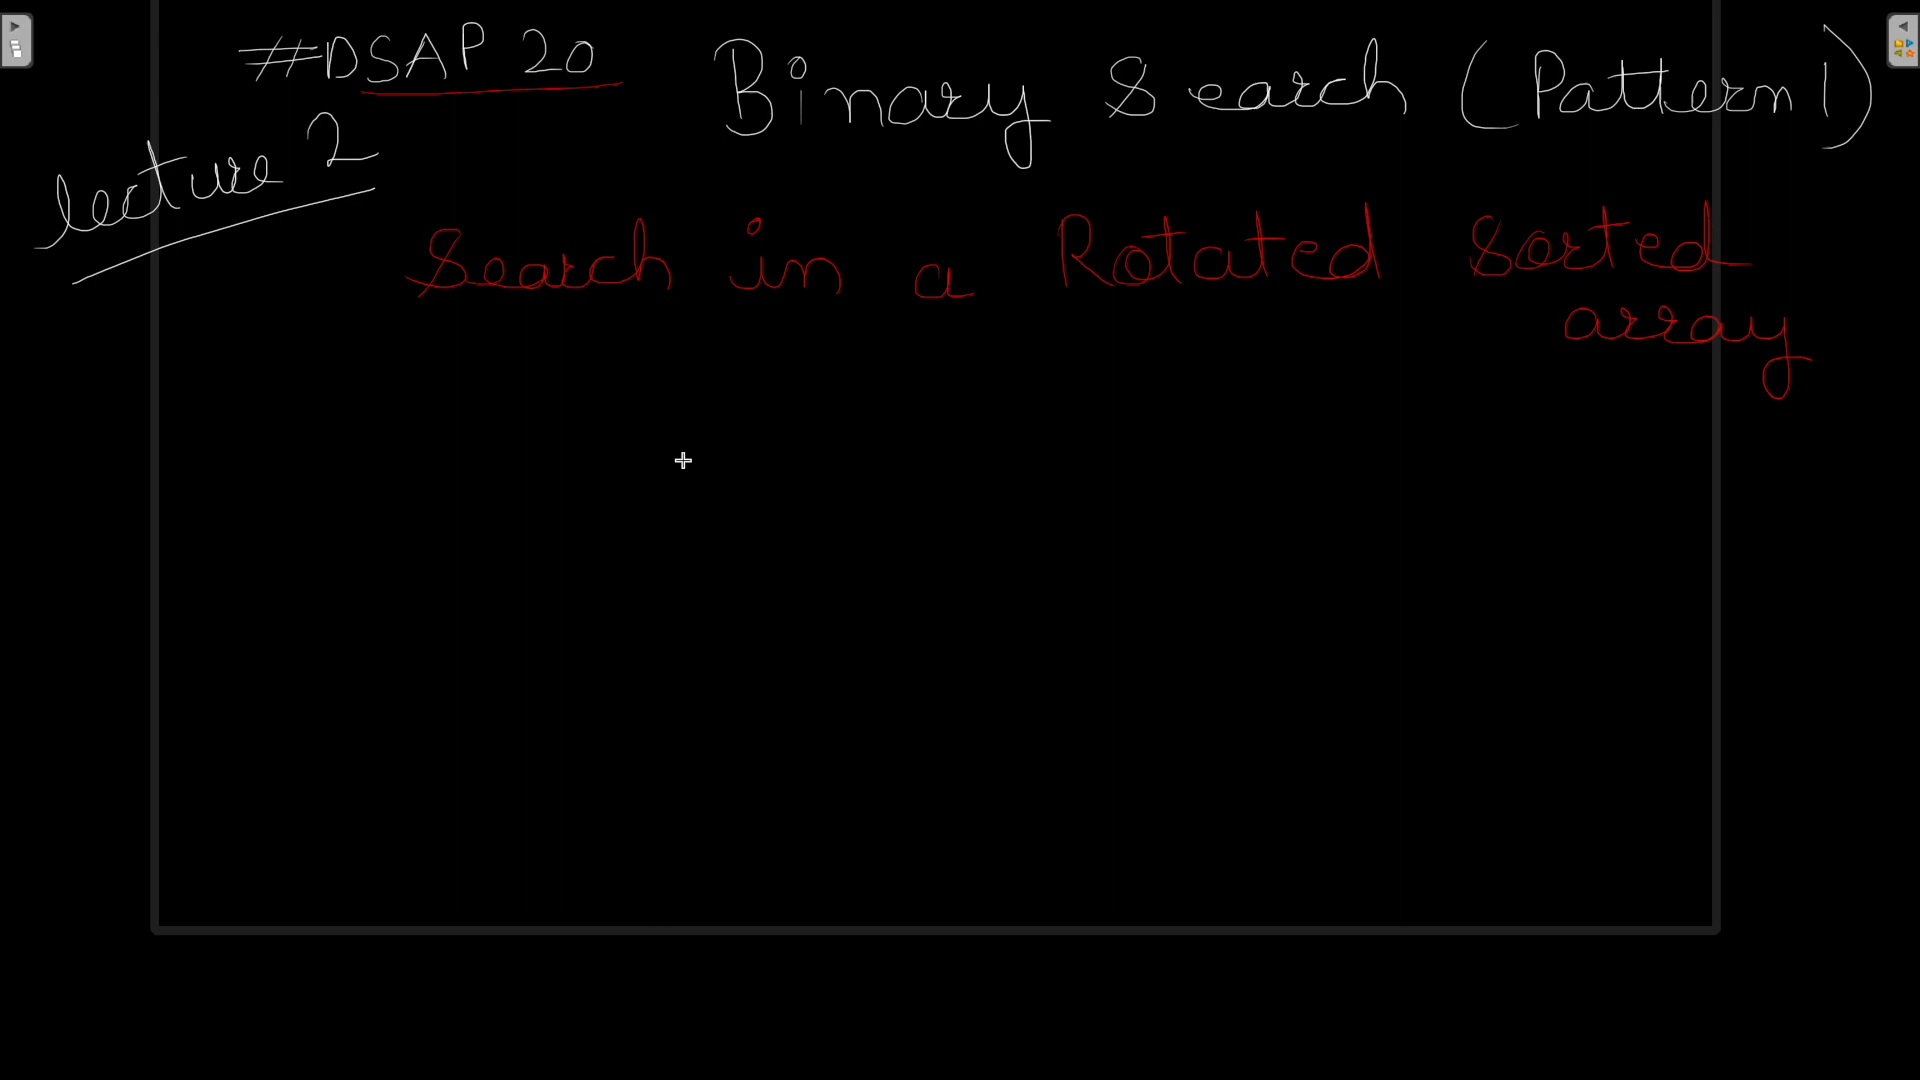 #DSAP 20 Binary Search (Pattern 1)
lecture 2
Search in a Rotated Sorted
array